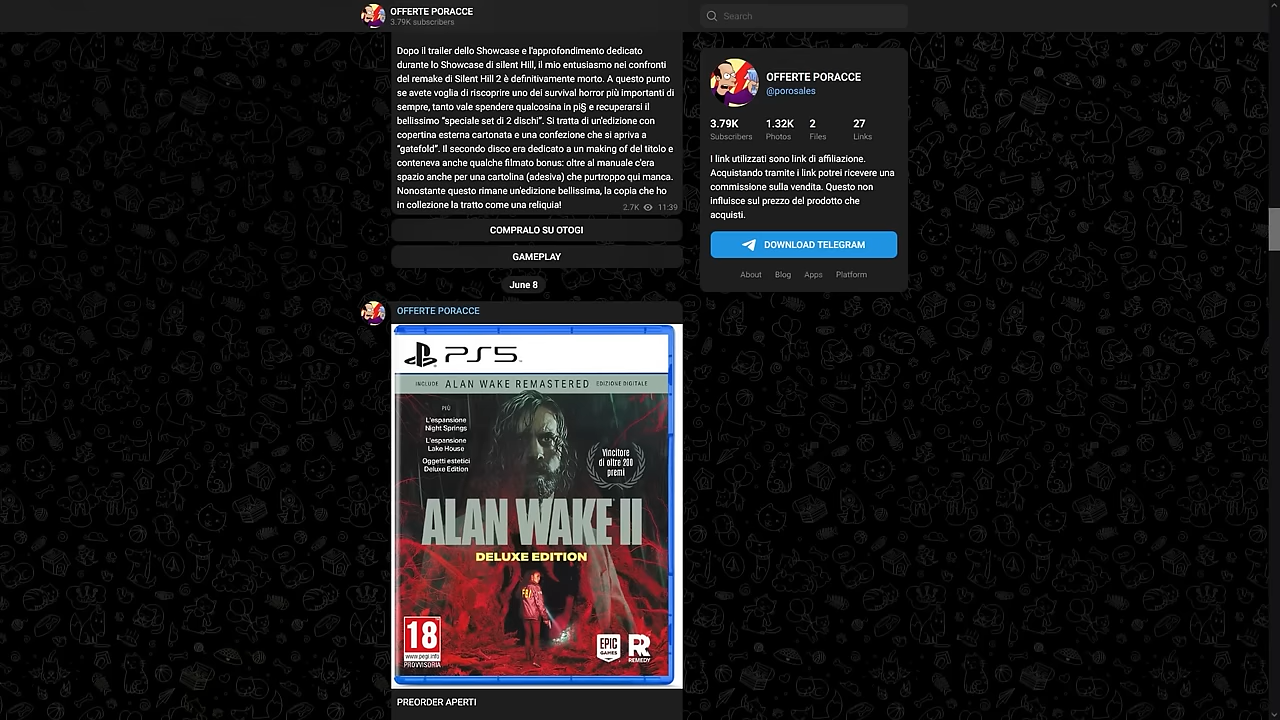 OFFERTE PORACCE
3.79K subscribers
Search
Dopo il trailer dello Showcase e l'approfondimento dedicato
durante lo Showcase di silent Hill, il mio entusiasmo nei confronti
del remake di Silent Hill 2 è definitivamente morto. A questo punto
se avete voglia di riscoprire uno dei survival horror più importanti di
sempre, tanto vale spendere qualcosina in pi§ e recuperarsi il
bellissimo "speciale set di 2 dischi". Si tratta di un'edizione con
copertina esterna cartonata e una confezione che si apriva a
"gatefold". Il secondo disco era dedicato a un making of del titolo e
conteneva anche qualche filmato bonus: oltre al manuale c'era
spazio anche per una cartolina (adesiva) che purtroppo qui manca.
Nonostante questo rimane un'edizione bellissima, la copia che ho
in collezione la tratto come una reliquia!
2.7K 11:39
COMPRALO SU OTOGI
GAMEPLAY
June 8
OFFERTE PORACCE
PS5
INCLUDE ALAN WAKE REMASTERED EDIZIONE DIGITALE
PIÙ
L'espansione
Night Springs
L'espansione
Lake House
Oggetti estetici
Deluxe Edition
Vincitore
di oltre 200
premi
ALAN WAKE II
DELUXE EDITION
FBI
18
www.pegi.info
PROVVISORIA
EPIC
GAMES
R
REMEDY
PREORDER APERTI
OFFERTE PORACCE
@porosales
3.79K 1.32K 2 27
Subscribers Photos Files Links
I link utilizzati sono link di affiliazione.
Acquistando tramite i link potrei ricevere una
commissione sulla vendita. Questo non
influisce sul prezzo del prodotto che
acquisti.
DOWNLOAD TELEGRAM
About Blog Apps Platform